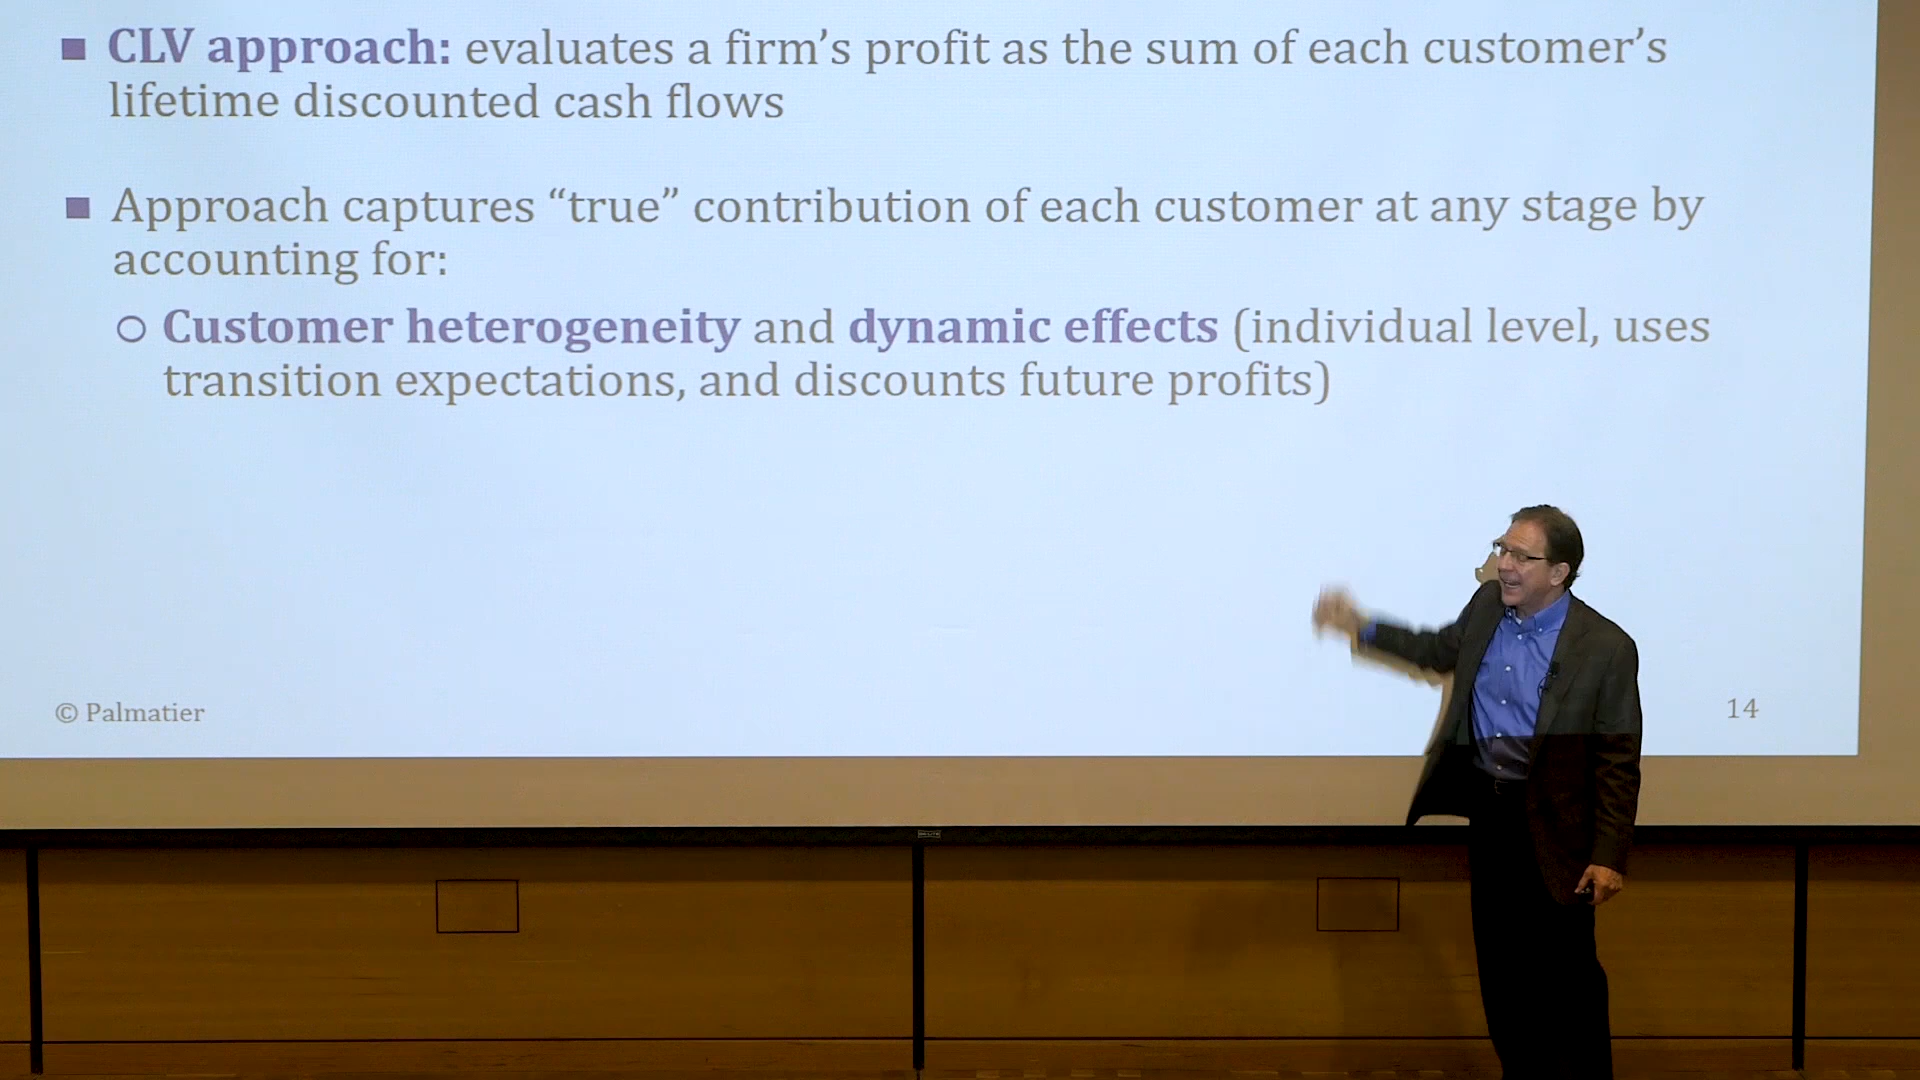 CLV approach: evaluates a firm’s profit as the sum of each customer’s
lifetime discounted cash flows
Approach captures “true” contribution of each customer at any stage by
accounting for:
Customer heterogeneity and dynamic effects (individual level, uses
transition expectations, and discounts future profits)
© Palmatier
14